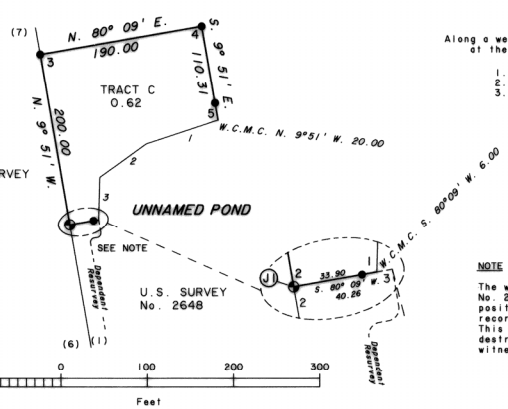 (7)
N. 80° 09' E.
190.00
3
4
S. 9° 51' E.
110.31
TRACT C
0.62
5
W.C.M.C. N. 9°51' W. 20.00
N. 9° 51' W.
200.00
1
2
3
RVEY
UNNAMED POND
SEE NOTE
Dependent
Resurvey
(6)
(1)
U.S. SURVEY
No. 2648
W.C.M.C. S. 80°09' W. 6.00
J1
2
33.90
1
S. 80° 09' W.
40.26
2
3
Dependent
Resurvey
0
100
200
300
Feet
Along a we
at the
1.
2.
3.
NOTE
The w
No. 2
posit
recor
This
destr
witne